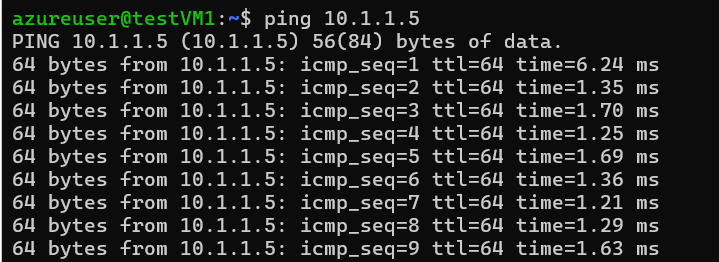 azureuser@testVM1:~$ ping 10.1.1.5
PING 10.1.1.5 (10.1.1.5) 56(84) bytes of data.
64 bytes from 10.1.1.5: icmp_seq=1 ttl=64 time=6.24 ms
64 bytes from 10.1.1.5: icmp_seq=2 ttl=64 time=1.35 ms
64 bytes from 10.1.1.5: icmp_seq=3 ttl=64 time=1.70 ms
64 bytes from 10.1.1.5: icmp_seq=4 ttl=64 time=1.25 ms
64 bytes from 10.1.1.5: icmp_seq=5 ttl=64 time=1.69 ms
64 bytes from 10.1.1.5: icmp_seq=6 ttl=64 time=1.36 ms
64 bytes from 10.1.1.5: icmp_seq=7 ttl=64 time=1.21 ms
64 bytes from 10.1.1.5: icmp_seq=8 ttl=64 time=1.29 ms
64 bytes from 10.1.1.5: icmp_seq=9 ttl=64 time=1.63 ms